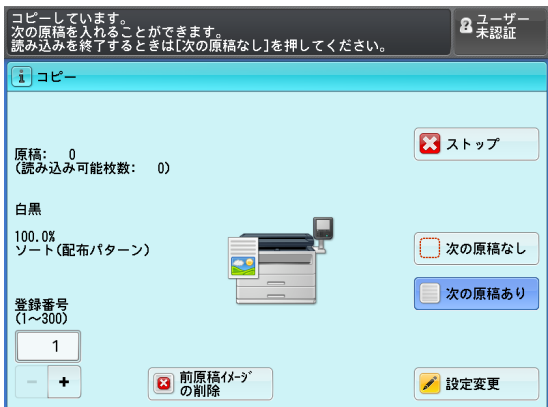 コピーしています。
次の原稿を入れることができます。
読み込みを終了するときは[次の原稿なし]を押してください。
ユーザー
未認証
コピー
原稿: 0
(読み込み可能枚数: 0)
ストップ
白黒
100.0%
ソート(配布パターン)
次の原稿なし
次の原稿あり
登録番号
(1~300)
1
- +
前原稿イメージ
の削除
設定変更